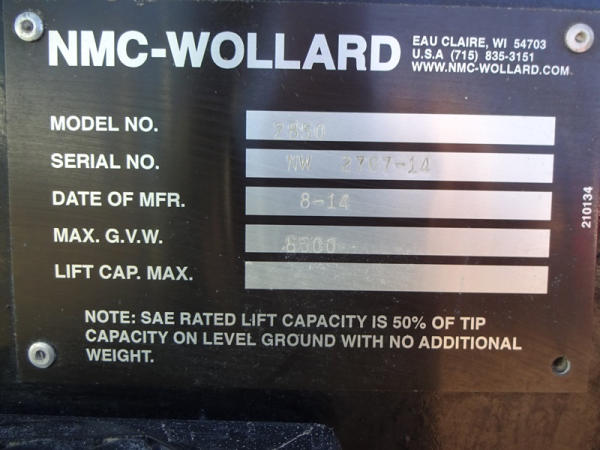 NMC-WOLLARD
EAU CLAIRE, WI 54703
U.S.A (715) 835-3151
WWW.NMC-WOLLARD.COM
MODEL NO.
SERIAL NO.
DATE OF MFR. 8-14
MAX. G.V.W.
LIFT CAP. MAX.
210134
NOTE: SAE RATED LIFT CAPACITY IS 50% OF TIP
CAPACITY ON LEVEL GROUND WITH NO ADDITIONAL
WEIGHT.